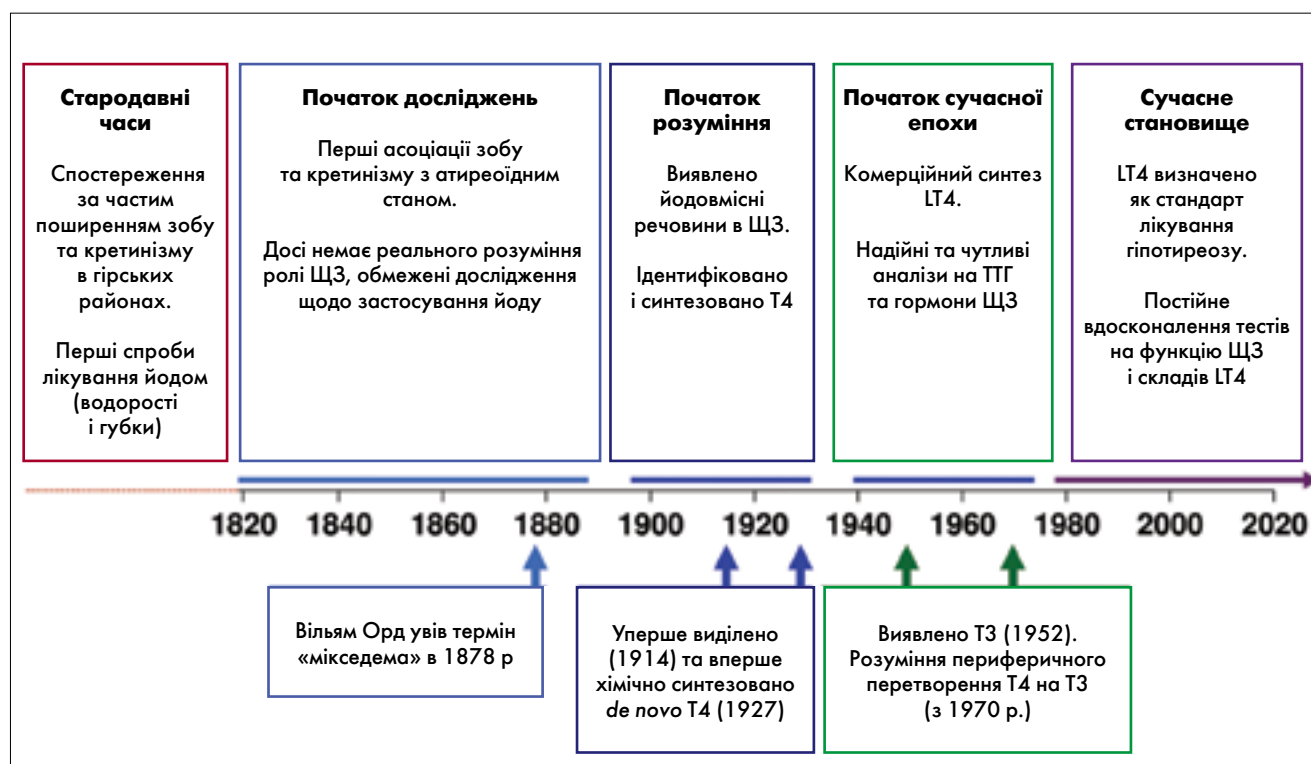 Стародавні
часи
Спостереження
за частим
поширенням зобу
та кретинізму
в гірських
районах.
Перші спроби
лікування йодом
(водорості
і губки)
Початок досліджень
Перші асоціації зобу
та кретинізму з атиреоїдним
станом.
Досі немає реального розуміння
ролі ЩЗ, обмежені дослідження
щодо застосування йоду
Початок
розуміння
Виявлено
йодовмісні
речовини в ЩЗ.
Ідентифіковано
і синтезовано Т4
Початок сучасної
епохи
Комерційний синтез
LT4.
Надійні та чутливі
аналізи на ТТГ
та гормони ЩЗ
Сучасне
становище
LT4 визначено
як стандарт
лікування
гіпотиреозу.
Постійне
вдосконалення тестів
на функцію ЩЗ
і складів LT4
1820 1840 1860 1880 1900 1920 1940 1960 1980 2000 2020
Вільям Орд увів термін
«мікседема» в 1878 р
Уперше виділено
(1914) та вперше
хімічно синтезовано
de novo Т4 (1927)
Виявлено Т3 (1952).
Розуміння периферичного
перетворення Т4 на Т3
(з 1970 р.)